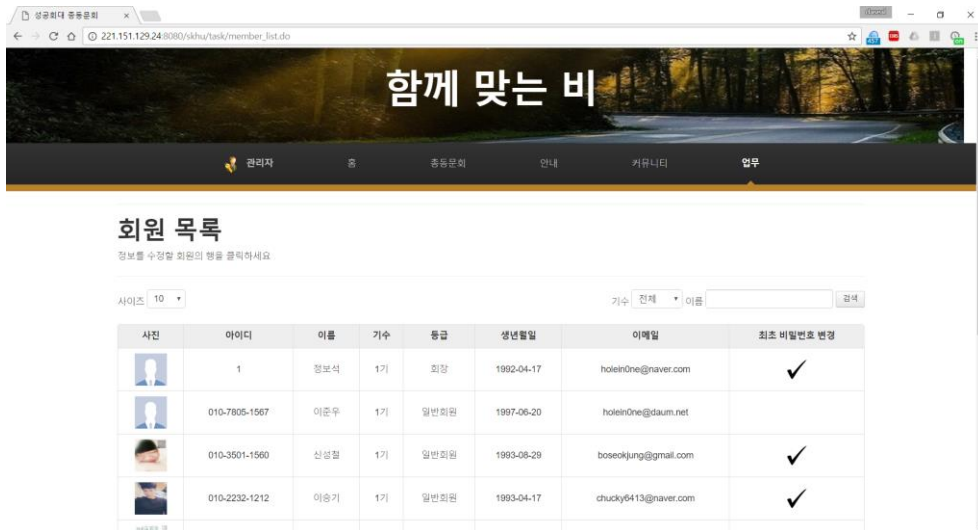 성공회대 총동문회
221.151.129.24:8080/skhu/task/member_list.do
함께 맞는 비
관리자 홈 총동문회 안내 커뮤니티 업무
회원 목록
정보를 수정할 회원의 행을 클릭하세요
사이즈 10 기수 전체 이름 검색
사진 아이디 이름 기수 등급 생년월일 이메일 최초 비밀번호 변경
1 정보석 1기 회장 1992-04-17 holein0ne@naver.com ✓
010-7805-1567 이준우 1기 일반회원 1997-06-20 holein0ne@daum.net
010-3501-1560 신성철 1기 일반회원 1993-08-29 boseokjung@gmail.com ✓
010-2232-1212 이승기 1기 일반회원 1993-04-17 chucky6413@naver.com ✓